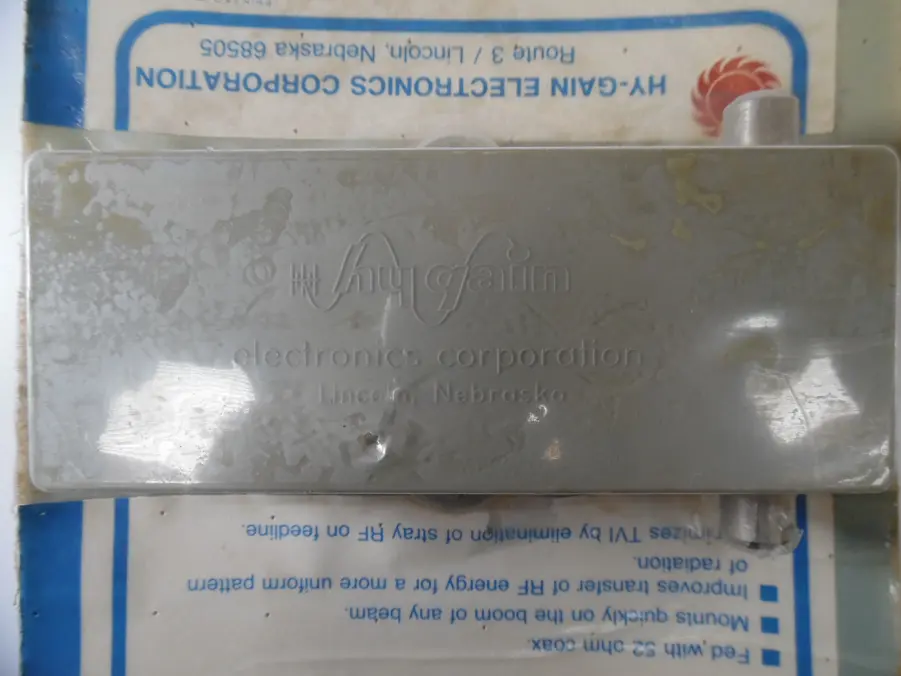 hy-gain
electronics corporation
Lincoln, Nebraska
Fed with 52 ohm coax.
Mounts quickly on the boom of any beam.
Improves transfer of RF energy for a more uniform pattern
of radiation.
TVI by elimination of stray RF on feedline.
HY-GAIN ELECTRONICS CORPORATION
Route 3 / Lincoln, Nebraska 68505